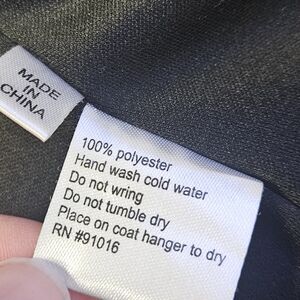 MADE
IN
CHINA
100% polyester
Hand wash cold water
Do not wring
Do not tumble dry
Place on coat hanger to dry
RN #91016